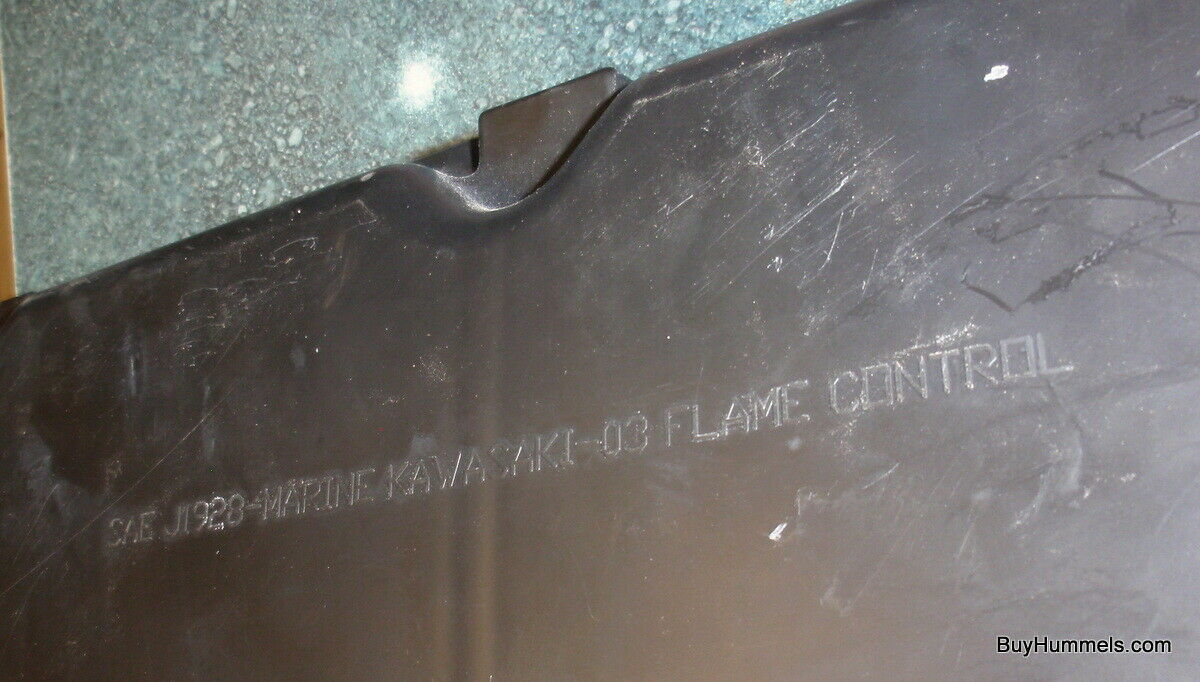 SAE J1928-MARINE KAWASAKI-03 FLAME CONTROL
BuyHummels.com